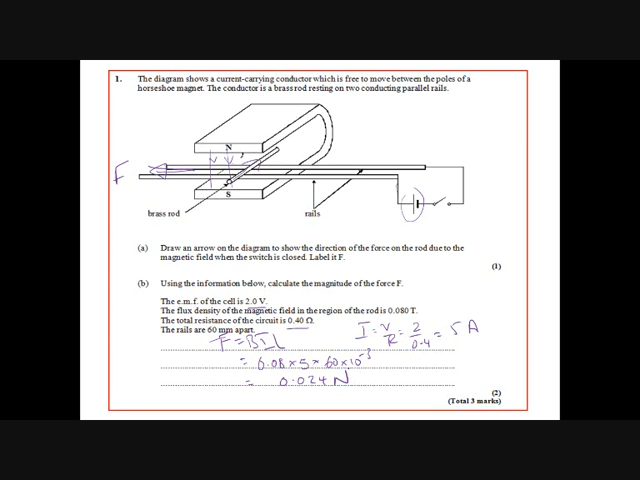 1. The diagram shows a current-carrying conductor which is free to move between the poles of a
horseshoe magnet. The conductor is a brass rod resting on two conducting parallel rails.
N
F
S
brass rod
rails
(a) Draw an arrow on the diagram to show the direction of the force on the rod due to the
magnetic field when the switch is closed. Label it F.
(1)
(b) Using the information below, calculate the magnitude of the force F.
The e.m.f. of the cell is 2.0 V.
The flux density of the magnetic field in the region of the rod is 0.080 T.
The total resistance of the circuit is 0.40 Ω.
The rails are 60 mm apart.
F = BIL I = V/R = 2/0.4 = 5 A
= 0.08 × 5 × 60 × 10⁻³
= 0.024 N
(2)
(Total 3 marks)